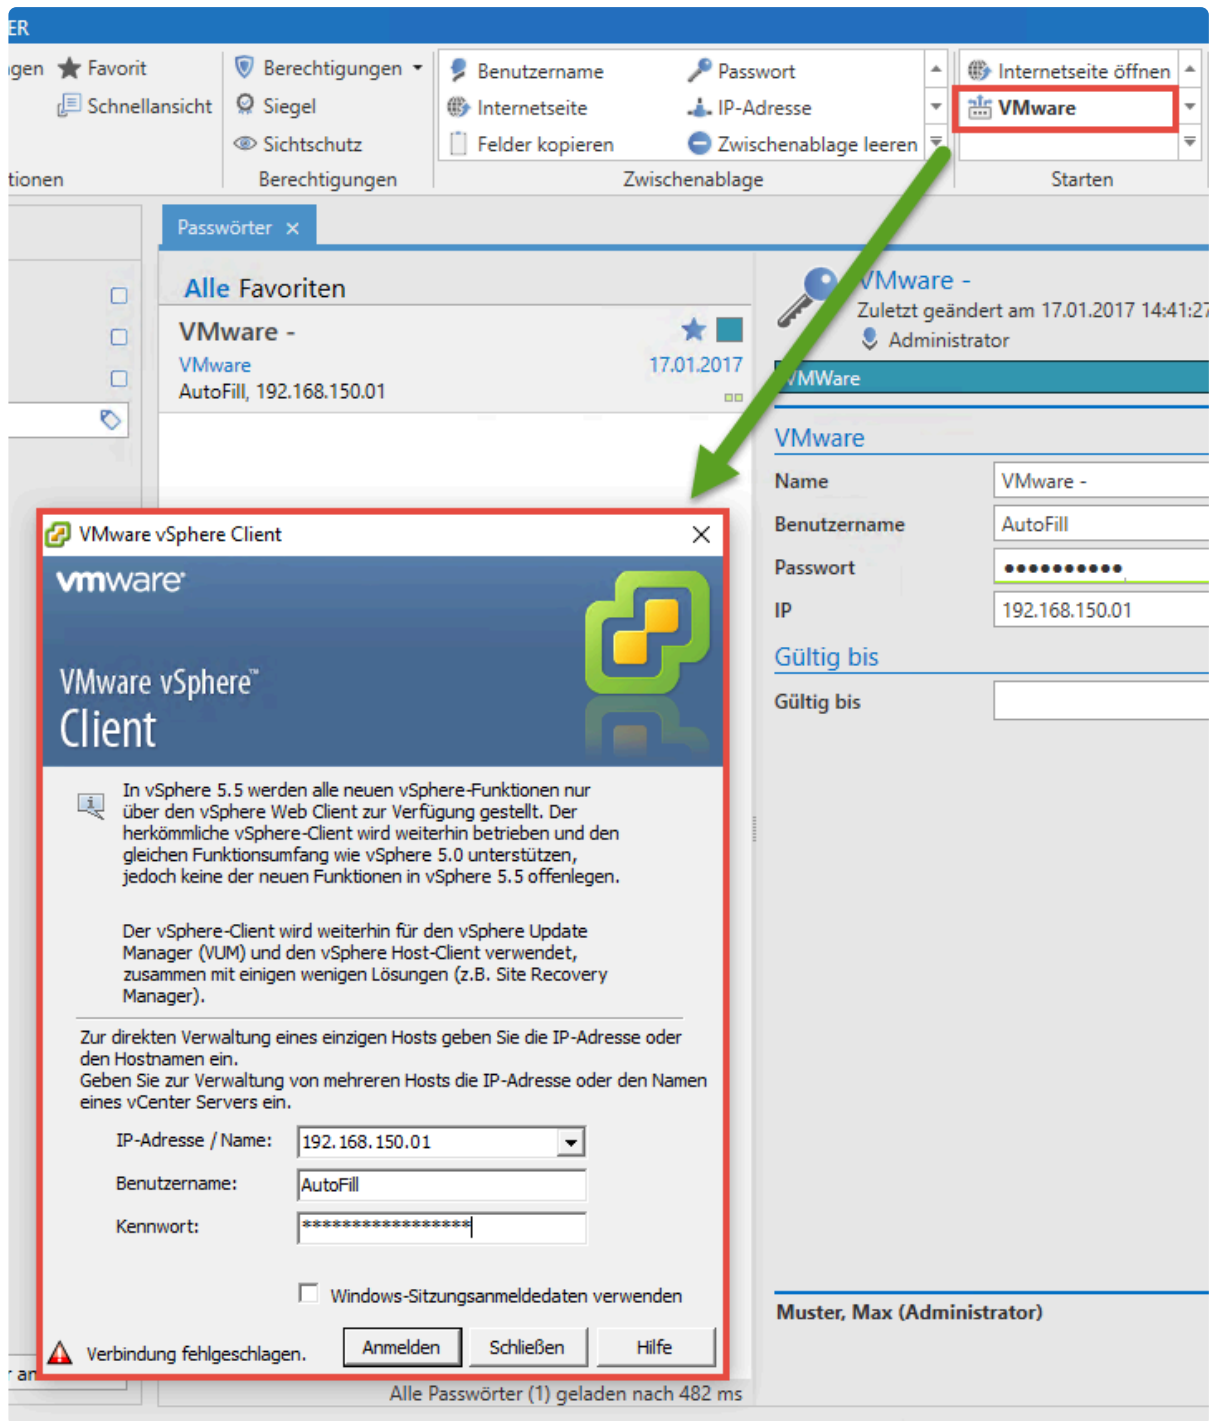 ER
gen
Favorit
Berechtigungen
Benutzername
Passwort
Internetseite öffnen
Schnellansicht
Siegel
Internetseite
IP-Adresse
VMware
Sichtschutz
Felder kopieren
Zwischenablage leeren
tionen
Berechtigungen
Zwischenablage
Starten
Passwörter
Alle Favoriten
VMware -
VMware
17.01.2017
AutoFill, 192.168.150.01
VMware -
Zuletzt geändert am 17.01.2017 14:41:27
Administrator
VMWare
VMware
Name
VMware -
Benutzername
AutoFill
Passwort
●●●●●●●●●●
IP
192.168.150.01
Gültig bis
Gültig bis
VMware vSphere Client
vmware®
VMware vSphere™
Client
In vSphere 5.5 werden alle neuen vSphere-Funktionen nur
über den vSphere Web Client zur Verfügung gestellt. Der
herkömmliche vSphere-Client wird weiterhin betrieben und den
gleichen Funktionsumfang wie vSphere 5.0 unterstützen,
jedoch keine der neuen Funktionen in vSphere 5.5 offenlegen.
Der vSphere-Client wird weiterhin für den vSphere Update
Manager (VUM) und den vSphere Host-Client verwendet,
zusammen mit einigen wenigen Lösungen (z.B. Site Recovery
Manager).
Zur direkten Verwaltung eines einzigen Hosts geben Sie die IP-Adresse oder
den Hostnamen ein.
Geben Sie zur Verwaltung von mehreren Hosts die IP-Adresse oder den Namen
eines vCenter Servers ein.
IP-Adresse / Name:
192.168.150.01
Benutzername:
AutoFill
Kennwort:
*****************
Windows-Sitzungsanmeldedaten verwenden
Verbindung fehlgeschlagen.
Anmelden
Schließen
Hilfe
Muster, Max (Administrator)
r an
Alle Passwörter (1) geladen nach 482 ms